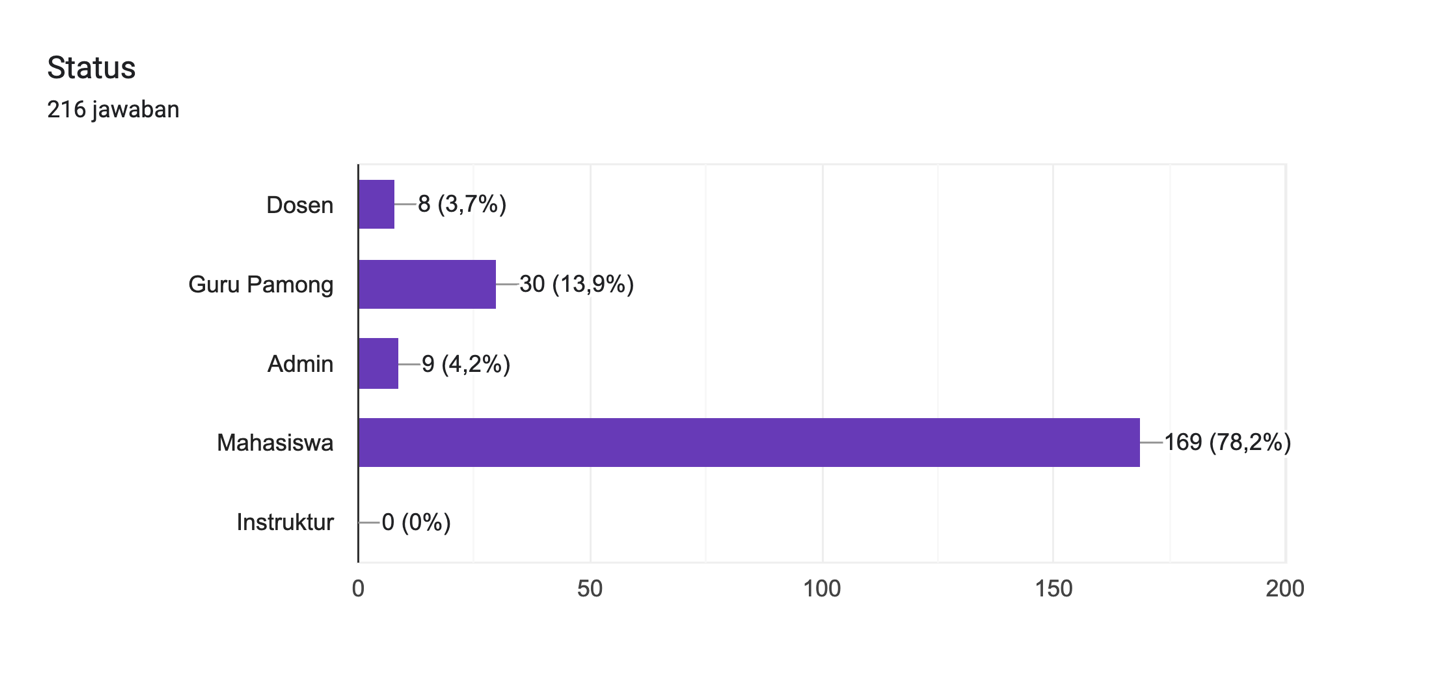 Status
216 jawaban
Dosen 8 (3,7%)
Guru Pamong 30 (13,9%)
Admin 9 (4,2%)
Mahasiswa 169 (78,2%)
Instruktur 0 (0%)
0 50 100 150 200